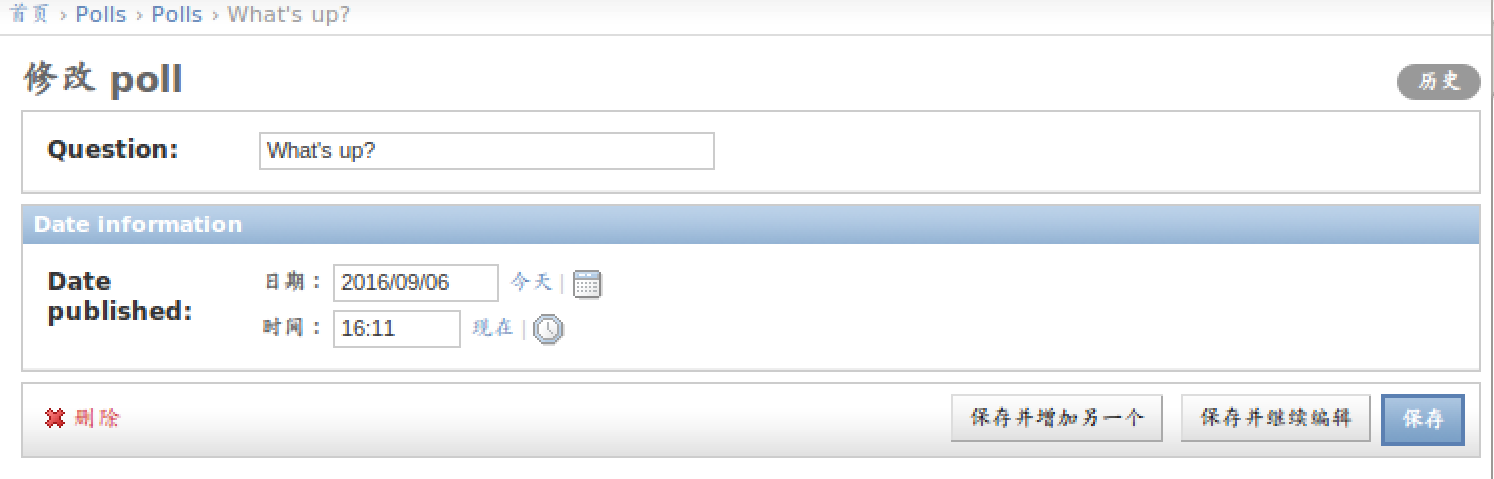 首页 › Polls › Polls › What's up?
修改 poll
历史
Question: What's up?
Date information
Date published:
日期： 2016/09/06 今天 |
时间： 16:11 现在 |
删除 保存并增加另一个 保存并继续编辑 保存